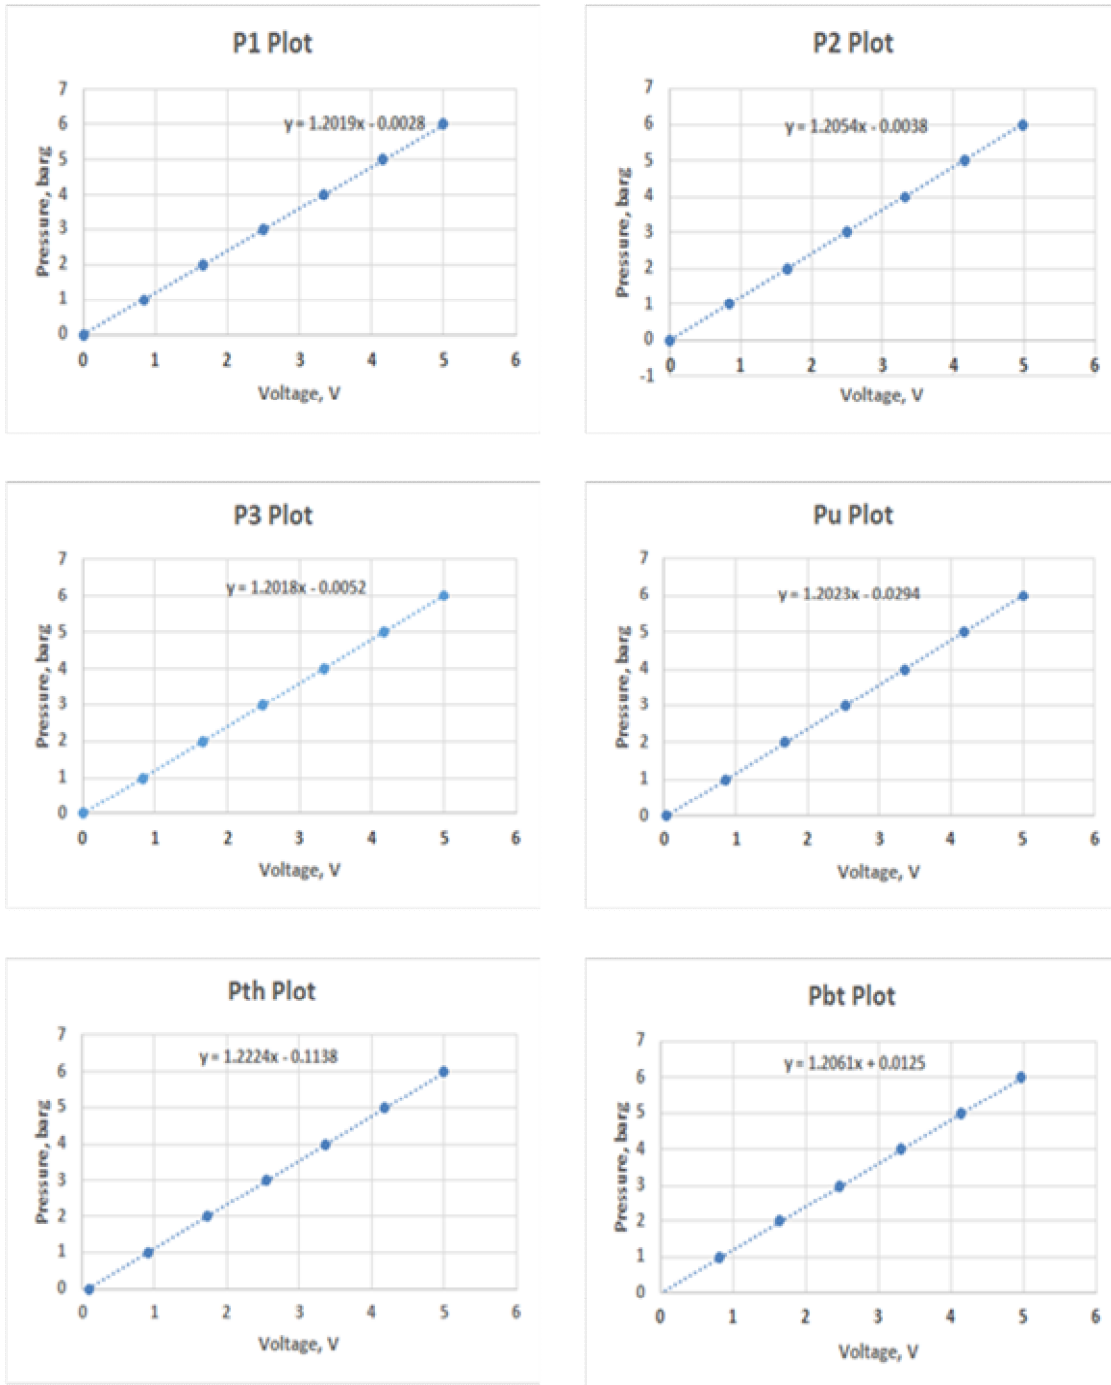 P1 Plot
7
6
5
4
3
2
1
0
y = 1.2019x - 0.0028
Pressure, barg
0 1 2 3 4 5 6
Voltage, V
P2 Plot
7
6
5
4
3
2
1
0
-1
y = 1.2054x - 0.0038
Pressure, barg
0 1 2 3 4 5 6
Voltage, V
P3 Plot
7
6
5
4
3
2
1
0
y = 1.2018x - 0.0052
Pressure, barg
0 1 2 3 4 5 6
Voltage, V
Pu Plot
7
6
5
4
3
2
1
0
y = 1.2023x - 0.0294
Pressure, barg
0 1 2 3 4 5 6
Voltage, V
Pth Plot
7
6
5
4
3
2
1
0
y = 1.2224x - 0.1138
Pressure, barg
0 1 2 3 4 5 6
Voltage, V
Pbt Plot
7
6
5
4
3
2
1
0
y = 1.2061x + 0.0125
Pressure, barg
0 1 2 3 4 5 6
Voltage, V